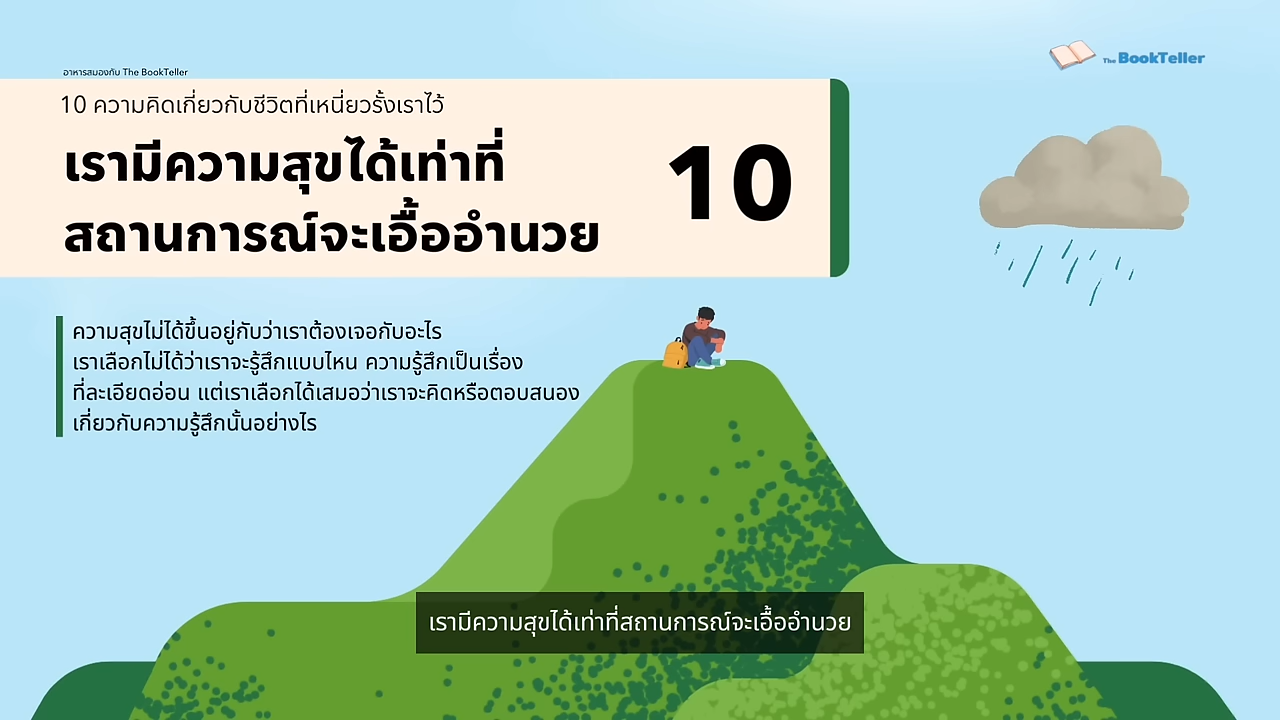 The BookTeller
อาหารสมองกับ The BookTeller
10 ความคิดเกี่ยวกับชีวิตที่เหนี่ยวรั้งเราไว้
เรามีความสุขได้เท่าที่
สถานการณ์จะเอื้ออำนวย
10
ความสุขไม่ได้ขึ้นอยู่กับว่าเราต้องเจอกับอะไร
เราเลือกไม่ได้ว่าเราจะรู้สึกแบบไหน ความรู้สึกเป็นเรื่อง
ที่ละเอียดอ่อน แต่เราเลือกได้เสมอว่าเราจะคิดหรือตอบสนอง
เกี่ยวกับความรู้สึกนั้นอย่างไร
เรามีความสุขได้เท่าที่สถานการณ์จะเอื้ออำนวย